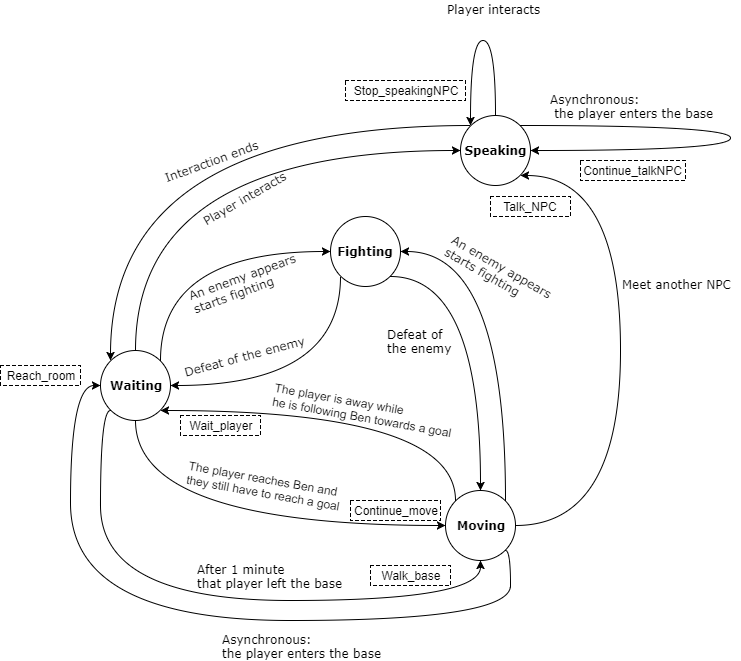 Player interacts
Stop_speakingNPC
Asynchronous:
the player enters the base
Speaking
Continue_talkNPC
Interaction ends
Player interacts
Talk_NPC
Fighting
An enemy appears
starts fighting
An enemy appears
starts fighting
Meet another NPC
Defeat of
the enemy
Defeat of the enemy
Reach_room
Waiting
The player is away while
he is following Ben towards a goal
Wait_player
The player reaches Ben and
they still have to reach a goal
Continue_move
Moving
After 1 minute
that player left the base
Walk_base
Asynchronous:
the player enters the base